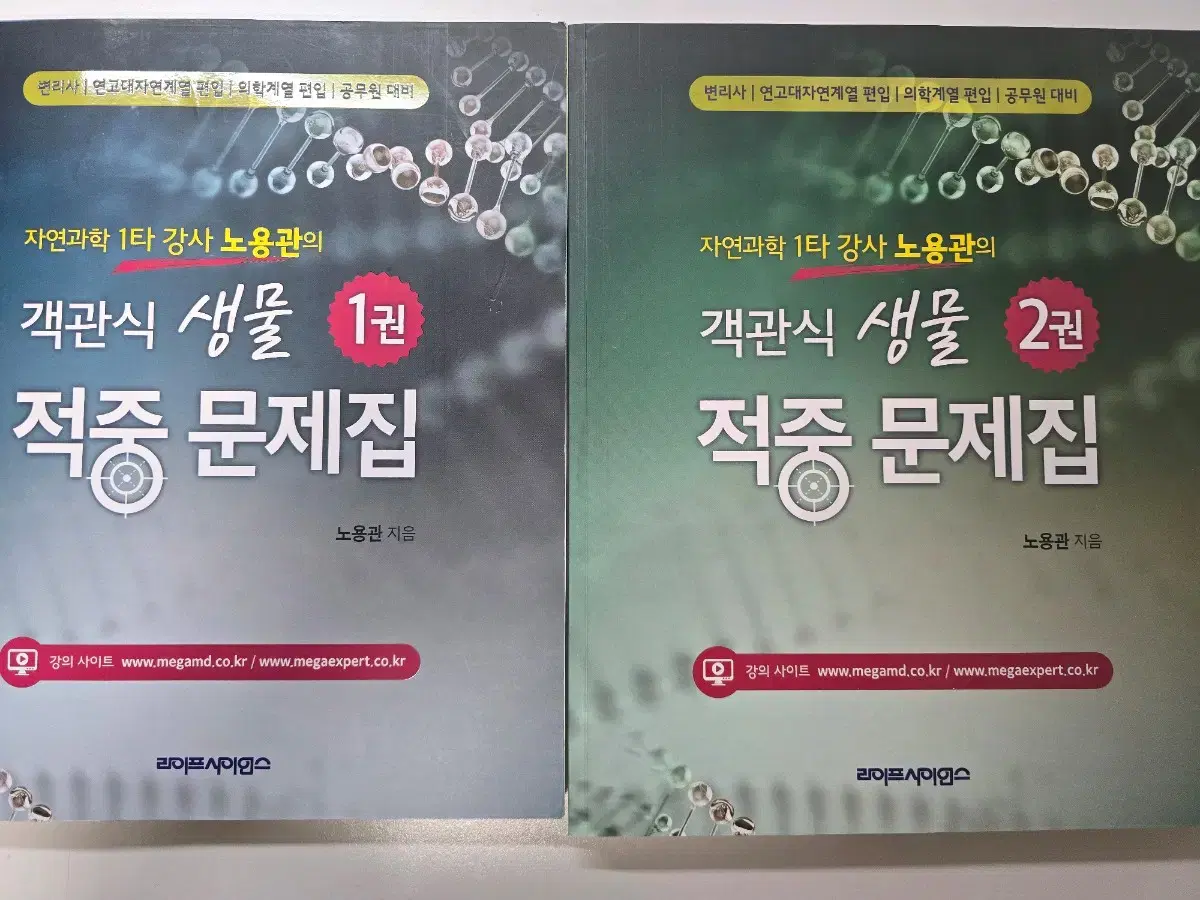 변리사 | 연고대자연계열 편입 | 의학계열 편입 | 공무원 대비
자연과학 1타 강사 노용관의
객관식 생물 1권
적중 문제집
노용관 지음
강의 사이트 www.megamd.co.kr / www.megaexpert.co.kr
라이프사이언스
변리사 | 연고대자연계열 편입 | 의학계열 편입 | 공무원 대비
자연과학 1타 강사 노용관의
객관식 생물 2권
적중 문제집
노용관 지음
강의 사이트 www.megamd.co.kr / www.megaexpert.co.kr
라이프사이언스